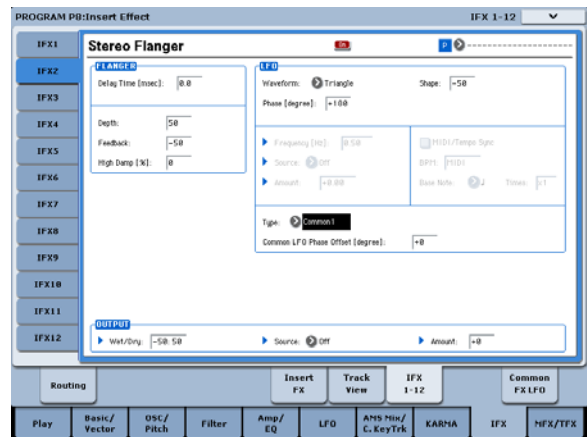 PROGRAM P8:Insert Effect IFX 1-12
IFX1
IFX2
IFX3
IFX4
IFX5
IFX6
IFX7
IFX8
IFX9
IFX10
IFX11
IFX12
Stereo Flanger On P ------------------------
FLANGER
Delay Time [msec]: 0.0
Depth: 50
Feedback: -50
High Damp [%]: 0
LFO
Waveform: Triangle Shape: -50
Phase [degree]: +180
Frequency [Hz]: 0.50 MIDI/Tempo Sync
Source: Off BPM: MIDI
Amount: +0.00 Base Note: ♩ Times: x1
Type: Common1
Common LFO Phase Offset [degree]: +0
OUTPUT
Wet/Dry: -50:50 Source: Off Amount: +0
Routing
Insert FX
Track View
IFX 1-12
Common FX LFO
Play
Basic/ Vector
OSC/ Pitch
Filter
Amp/ EQ
LFO
AMS Mix/ C.KeyTrk
KARMA
IFX
MFX/TFX